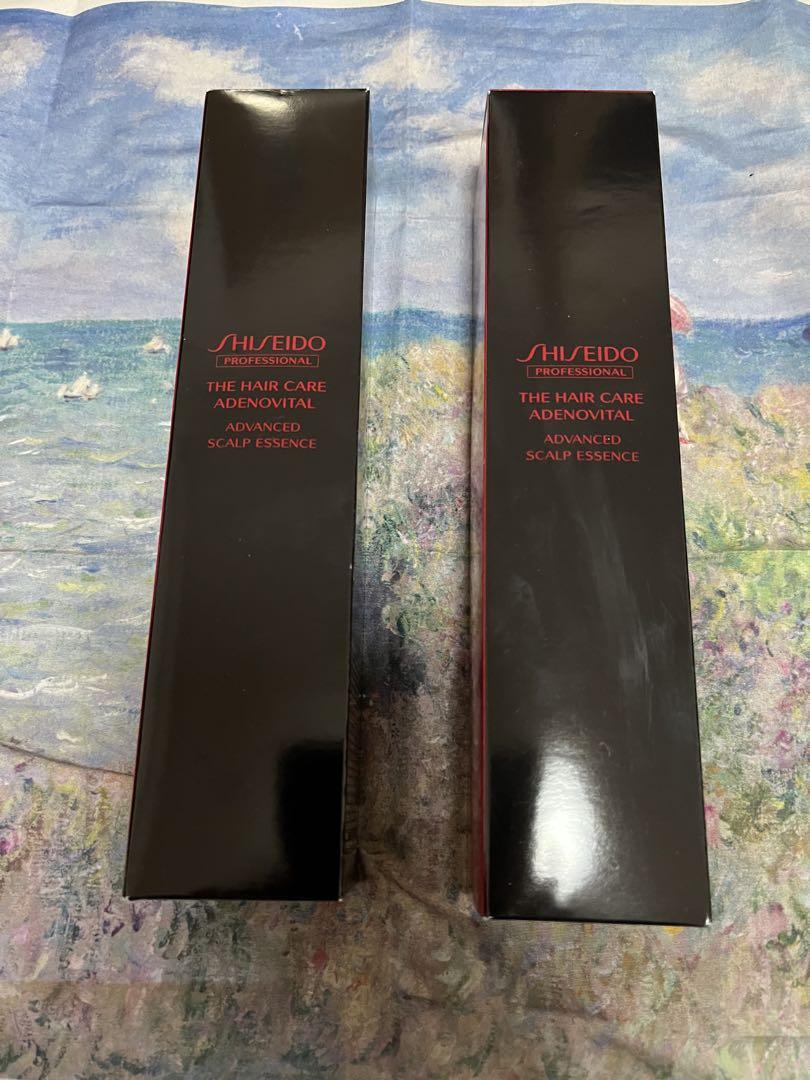 SHISEIDO
PROFESSIONAL
THE HAIR CARE
ADENOVITAL
ADVANCED
SCALP ESSENCE
SHISEIDO
PROFESSIONAL
THE HAIR CARE
ADENOVITAL
ADVANCED
SCALP ESSENCE